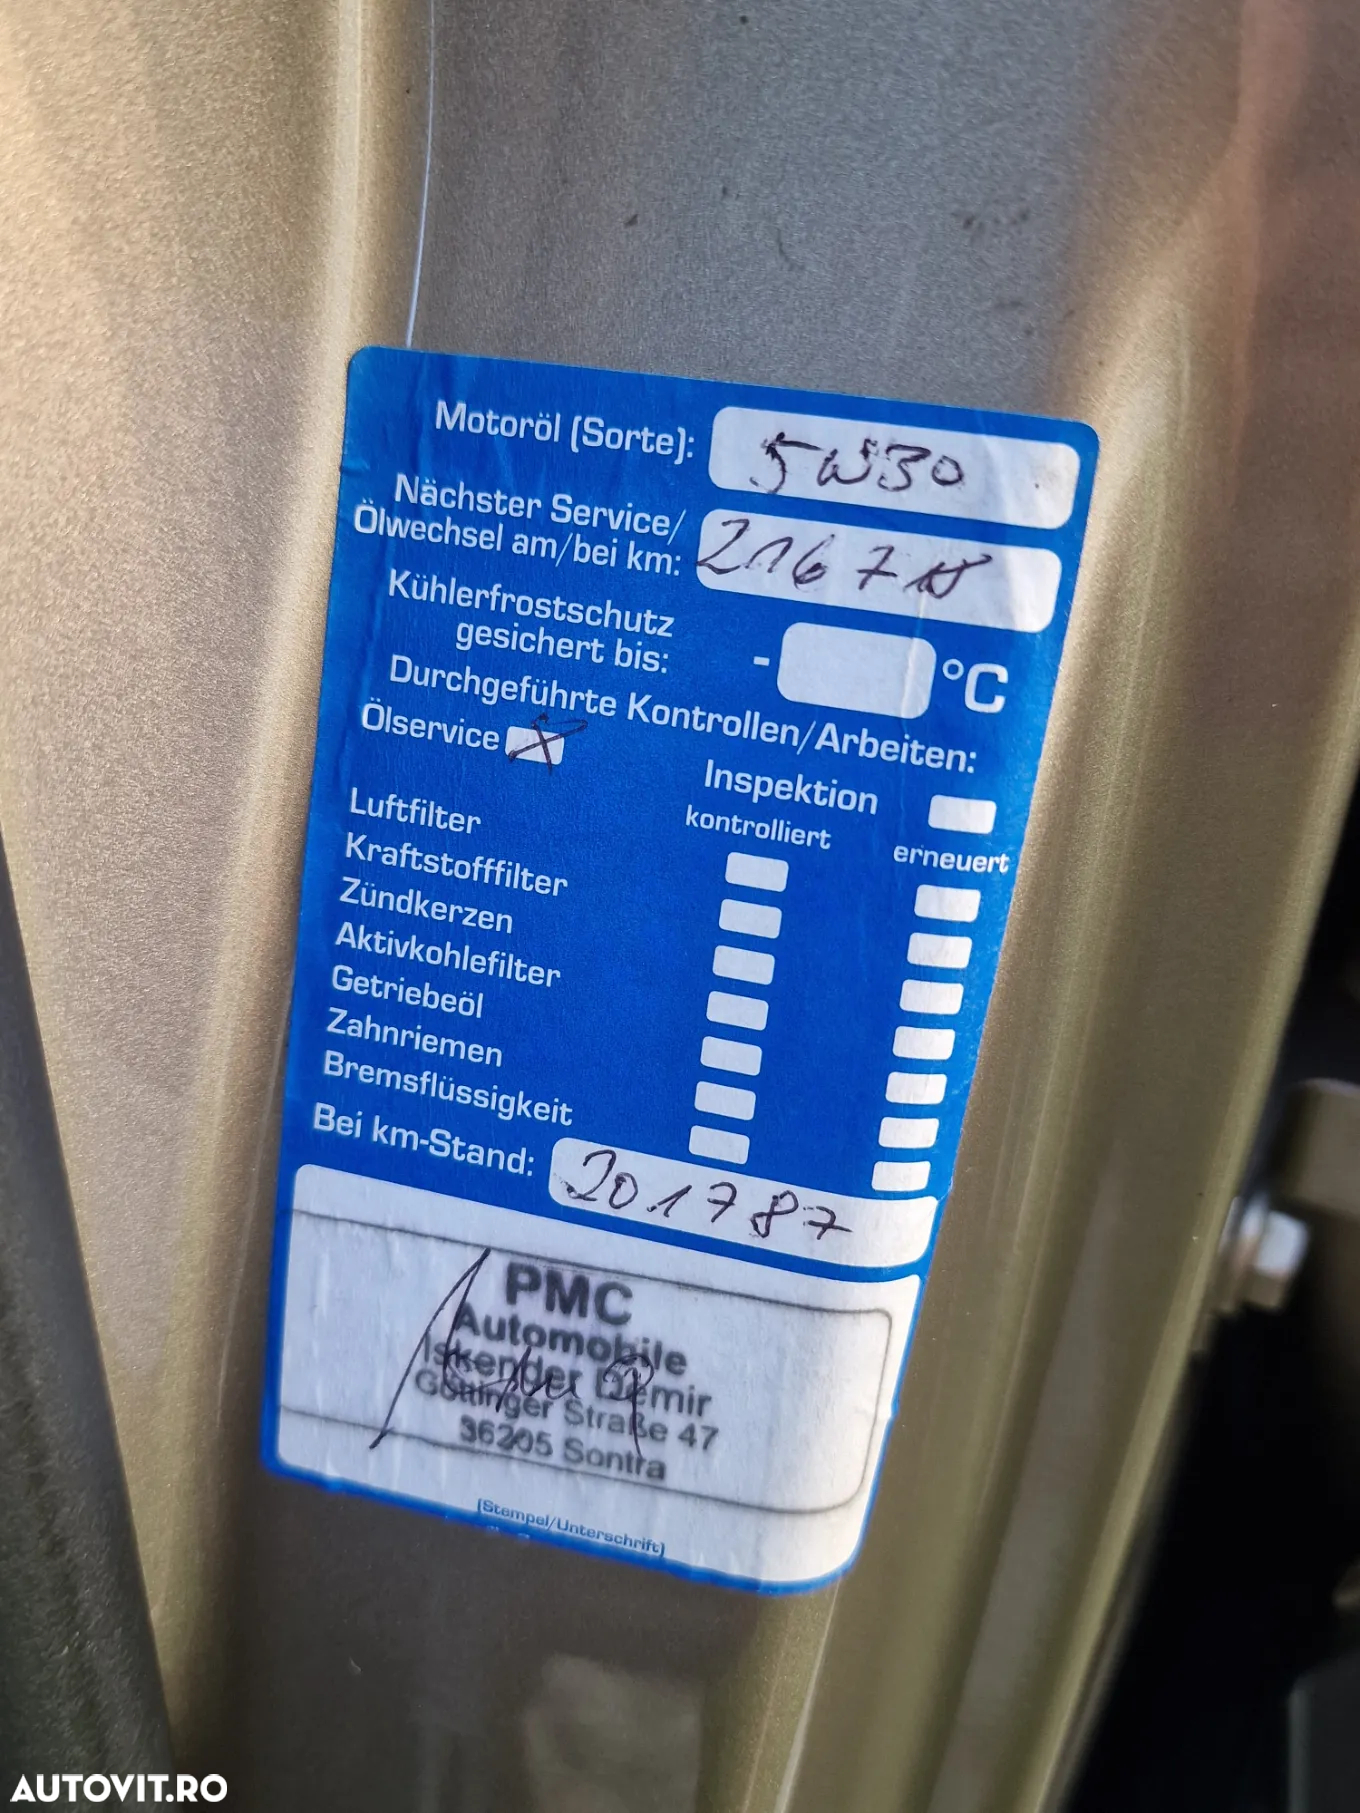 Motoröl (Sorte): 5W30
Nächster Service/
Ölwechsel am/bei km:
Kühlerfrostschutz
gesichert bis: - °C
Durchgeführte Kontrollen/Arbeiten:
Ölservice X
Inspektion
kontrolliert erneuert
Luftfilter
Kraftstofffilter
Zündkerzen
Aktivkohlefilter
Getriebeöl
Zahnriemen
Bremsflüssigkeit
Bei km-Stand: 201787
PMC
Automobile
Iskender Demir
Göttinger Straße 47
36205 Sontra
(Stempel/Unterschrift)
AUTOVIT.RO